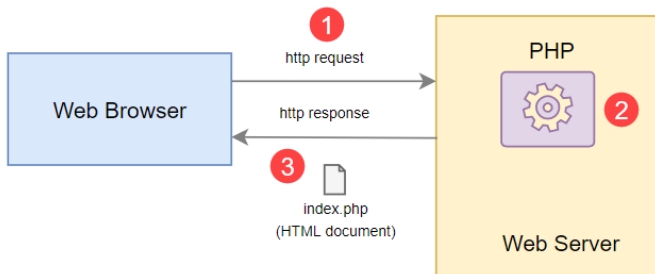 1
http request
PHP
Web Browser
2
http response
3
index.php
(HTML document)
Web Server